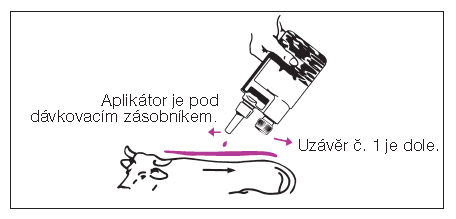 Aplikátor je pod
dávkovacím zásobníkem.
Uzávěr č. 1 je dole.